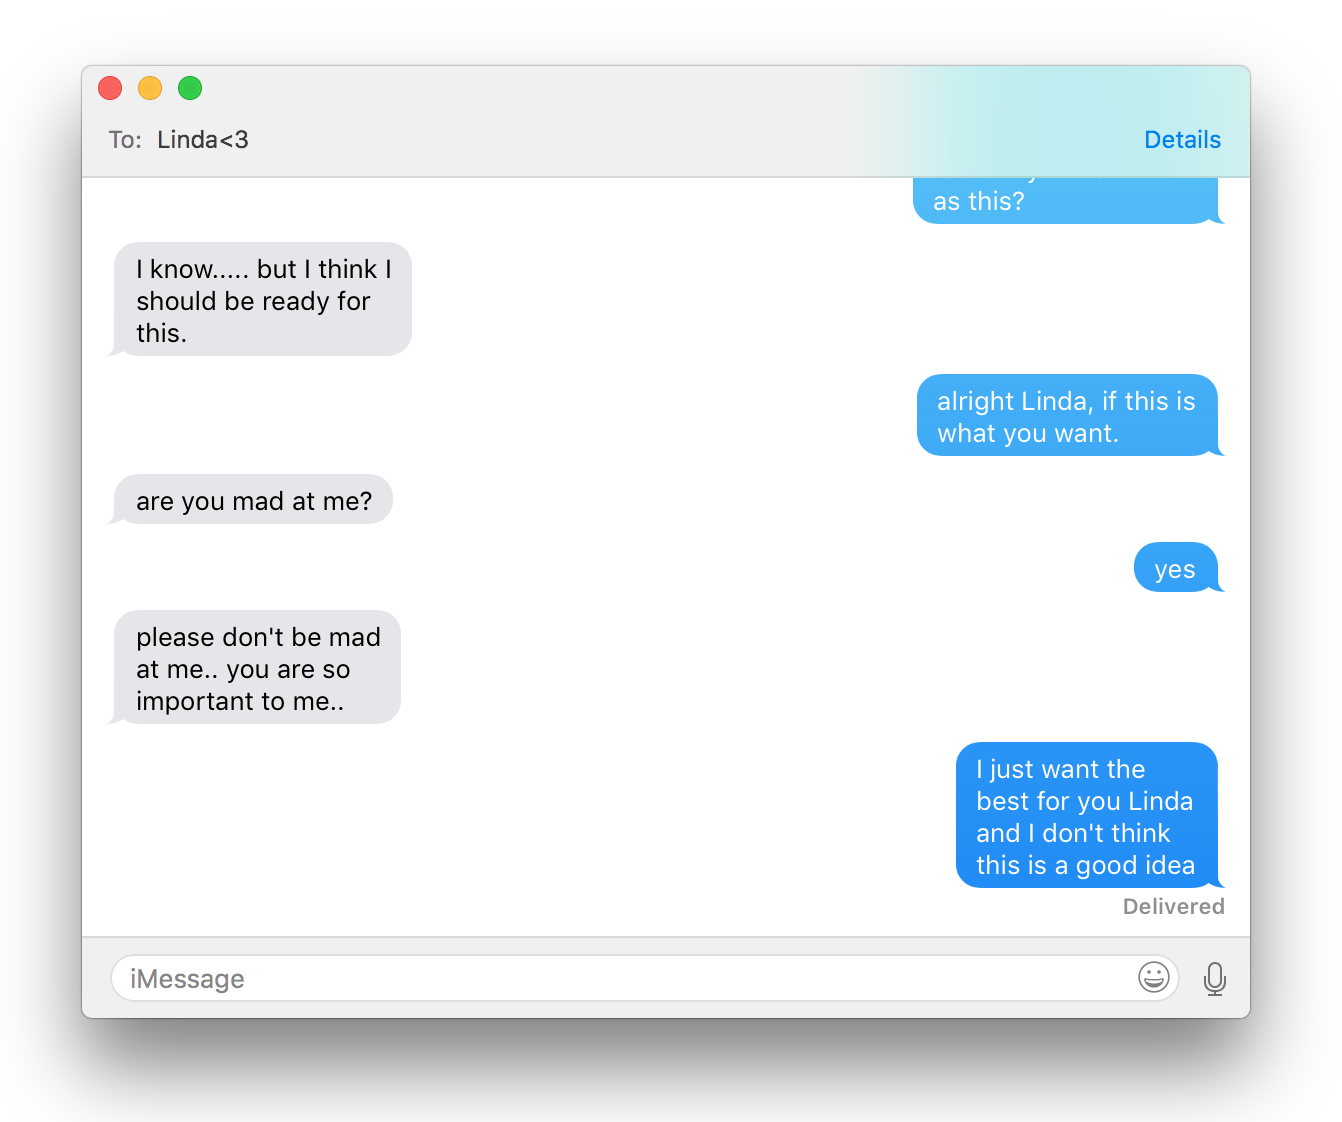 To: Linda<3
Details
as this?
I know..... but I think I
should be ready for
this.
alright Linda, if this is
what you want.
are you mad at me?
yes
please don't be mad
at me.. you are so
important to me..
I just want the
best for you Linda
and I don't think
this is a good idea
Delivered
iMessage